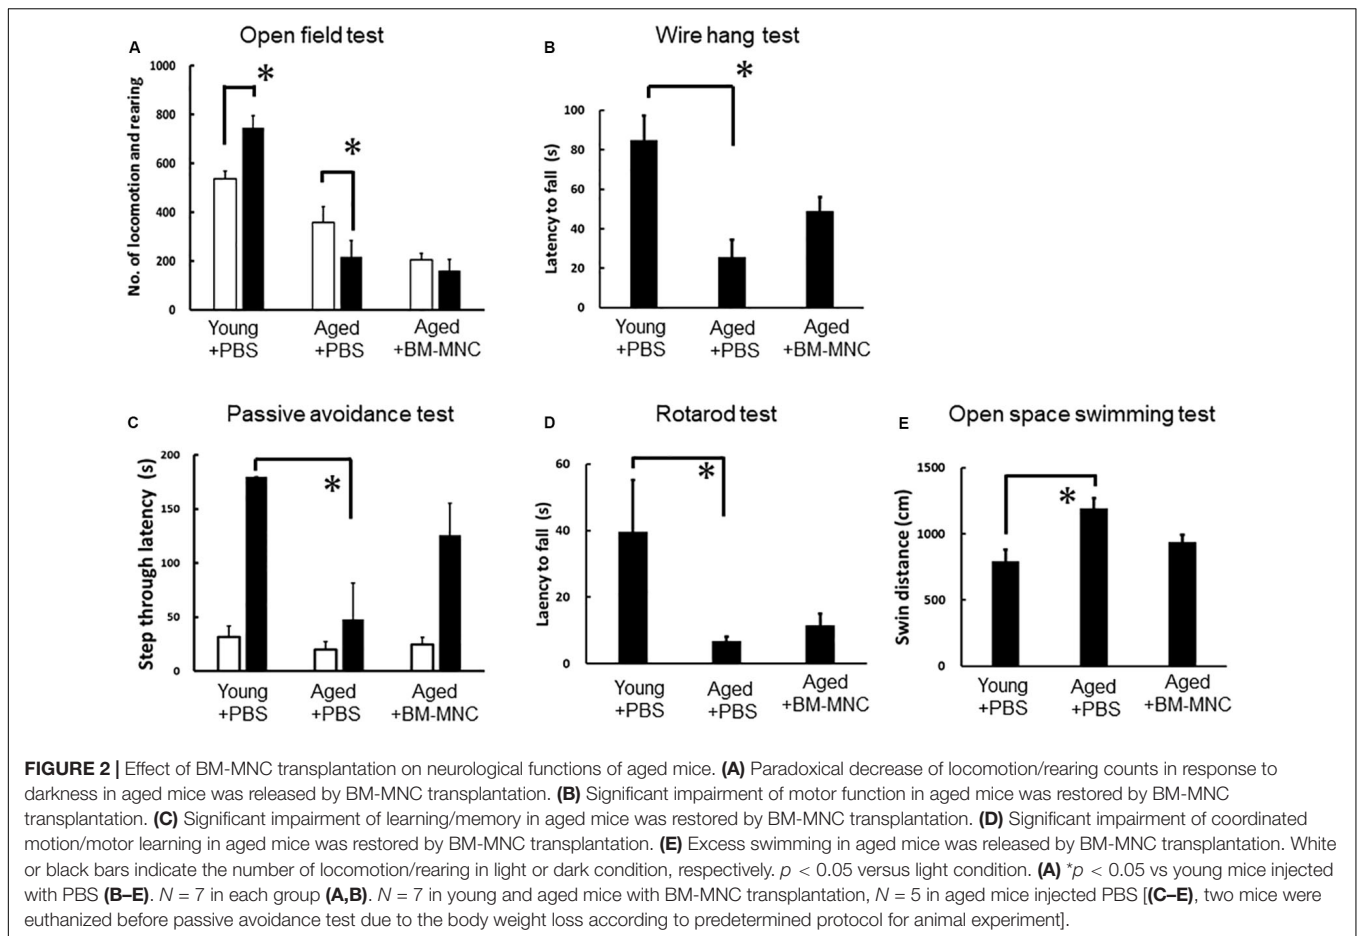 A
Open field test
No. of locomotion and rearing
1000
800
600
400
200
0
*
*
Young
+PBS
Aged
+PBS
Aged
+BM-MNC
B
Wire hang test
Latency to fall (s)
100
80
60
40
20
0
*
Young
+PBS
Aged
+PBS
Aged
+BM-MNC
C
Passive avoidance test
Step through latency (s)
200
150
100
50
0
*
Young
+PBS
Aged
+PBS
Aged
+BM-MNC
D
Rotarod test
Laency to fall (s)
60
40
20
0
*
Young
+PBS
Aged
+PBS
Aged
+BM-MNC
E
Open space swimming test
Swin distance (cm)
1500
1000
500
0
*
Young
+PBS
Aged
+PBS
Aged
+BM-MNC
FIGURE 2 | Effect of BM-MNC transplantation on neurological functions of aged mice. (A) Paradoxical decrease of locomotion/rearing counts in response to
darkness in aged mice was released by BM-MNC transplantation. (B) Significant impairment of motor function in aged mice was restored by BM-MNC
transplantation. (C) Significant impairment of learning/memory in aged mice was restored by BM-MNC transplantation. (D) Significant impairment of coordinated
motion/motor learning in aged mice was restored by BM-MNC transplantation. (E) Excess swimming in aged mice was released by BM-MNC transplantation. White
or black bars indicate the number of locomotion/rearing in light or dark condition, respectively. p < 0.05 versus light condition. (A) *p < 0.05 vs young mice injected
with PBS (B–E). N = 7 in each group (A,B). N = 7 in young and aged mice with BM-MNC transplantation, N = 5 in aged mice injected PBS [(C–E), two mice were
euthanized before passive avoidance test due to the body weight loss according to predetermined protocol for animal experiment].